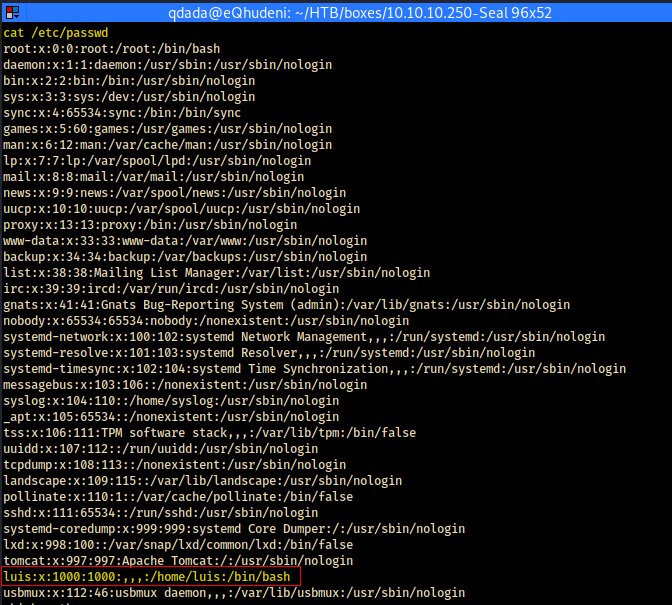 qdada@eQhudeni: ~/HTB/boxes/10.10.10.250-Seal 96x52
cat /etc/passwd
root:x:0:0:root:/root:/bin/bash
daemon:x:1:1:daemon:/usr/sbin:/usr/sbin/nologin
bin:x:2:2:bin:/bin:/usr/sbin/nologin
sys:x:3:3:sys:/dev:/usr/sbin/nologin
sync:x:4:65534:sync:/bin:/bin/sync
games:x:5:60:games:/usr/games:/usr/sbin/nologin
man:x:6:12:man:/var/cache/man:/usr/sbin/nologin
lp:x:7:7:lp:/var/spool/lpd:/usr/sbin/nologin
mail:x:8:8:mail:/var/mail:/usr/sbin/nologin
news:x:9:9:news:/var/spool/news:/usr/sbin/nologin
uucp:x:10:10:uucp:/var/spool/uucp:/usr/sbin/nologin
proxy:x:13:13:proxy:/bin:/usr/sbin/nologin
www-data:x:33:33:www-data:/var/www:/usr/sbin/nologin
backup:x:34:34:backup:/var/backups:/usr/sbin/nologin
list:x:38:38:Mailing List Manager:/var/list:/usr/sbin/nologin
irc:x:39:39:ircd:/var/run/ircd:/usr/sbin/nologin
gnats:x:41:41:Gnats Bug-Reporting System (admin):/var/lib/gnats:/usr/sbin/nologin
nobody:x:65534:65534:nobody:/nonexistent:/usr/sbin/nologin
systemd-network:x:100:102:systemd Network Management,,,:/run/systemd:/usr/sbin/nologin
systemd-resolve:x:101:103:systemd Resolver,,,:/run/systemd:/usr/sbin/nologin
systemd-timesync:x:102:104:systemd Time Synchronization,,,:/run/systemd:/usr/sbin/nologin
messagebus:x:103:106::/nonexistent:/usr/sbin/nologin
syslog:x:104:110::/home/syslog:/usr/sbin/nologin
_apt:x:105:65534::/nonexistent:/usr/sbin/nologin
tss:x:106:111:TPM software stack,,,:/var/lib/tpm:/bin/false
uuidd:x:107:112::/run/uuidd:/usr/sbin/nologin
tcpdump:x:108:113::/nonexistent:/usr/sbin/nologin
landscape:x:109:115::/var/lib/landscape:/usr/sbin/nologin
pollinate:x:110:1::/var/cache/pollinate:/bin/false
sshd:x:111:65534::/run/sshd:/usr/sbin/nologin
systemd-coredump:x:999:999:systemd Core Dumper:/:/usr/sbin/nologin
lxd:x:998:100::/var/snap/lxd/common/lxd:/bin/false
tomcat:x:997:997:Apache Tomcat:/:/usr/sbin/nologin
luis:x:1000:1000:,,,:/home/luis:/bin/bash
usbmux:x:112:46:usbmux daemon,,,:/var/lib/usbmux:/usr/sbin/nologin